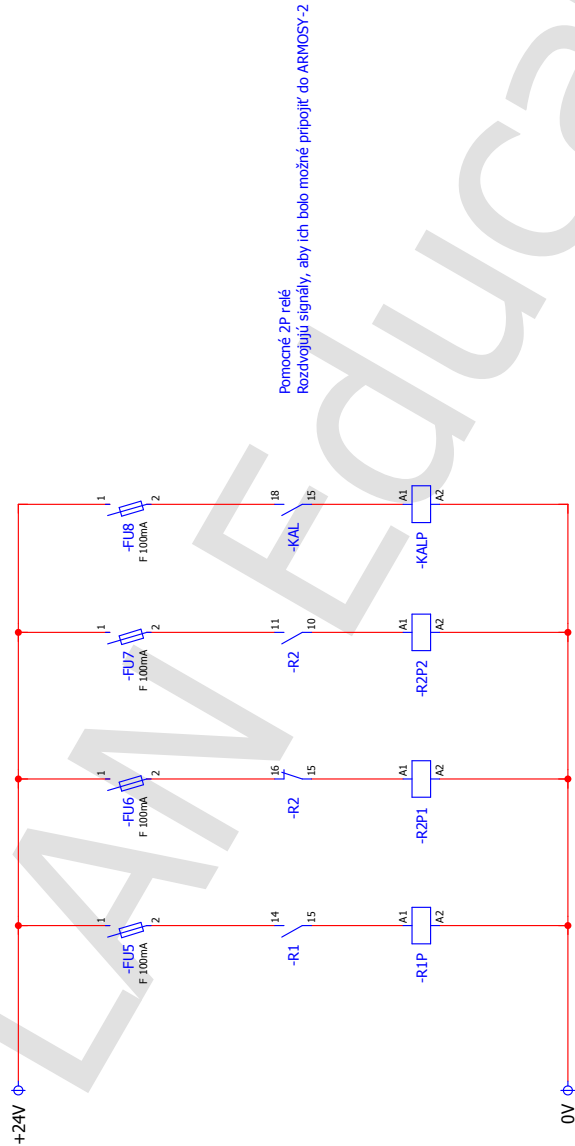 +24V
1
-FU5
F 100mA
2
14
-R1
15
A1
-R1P
A2
1
-FU6
F 100mA
2
16
-R2
15
A1
-R2P1
A2
1
-FU7
F 100mA
2
11
-R2
10
A1
-R2P2
A2
1
-FU8
F 100mA
2
18
-KAL
15
A1
-KALP
A2
0V
Pomocné 2P relé
Rozdvojujú signály, aby ich bolo možné pripojiť do ARMOSY-2
LAN Educa